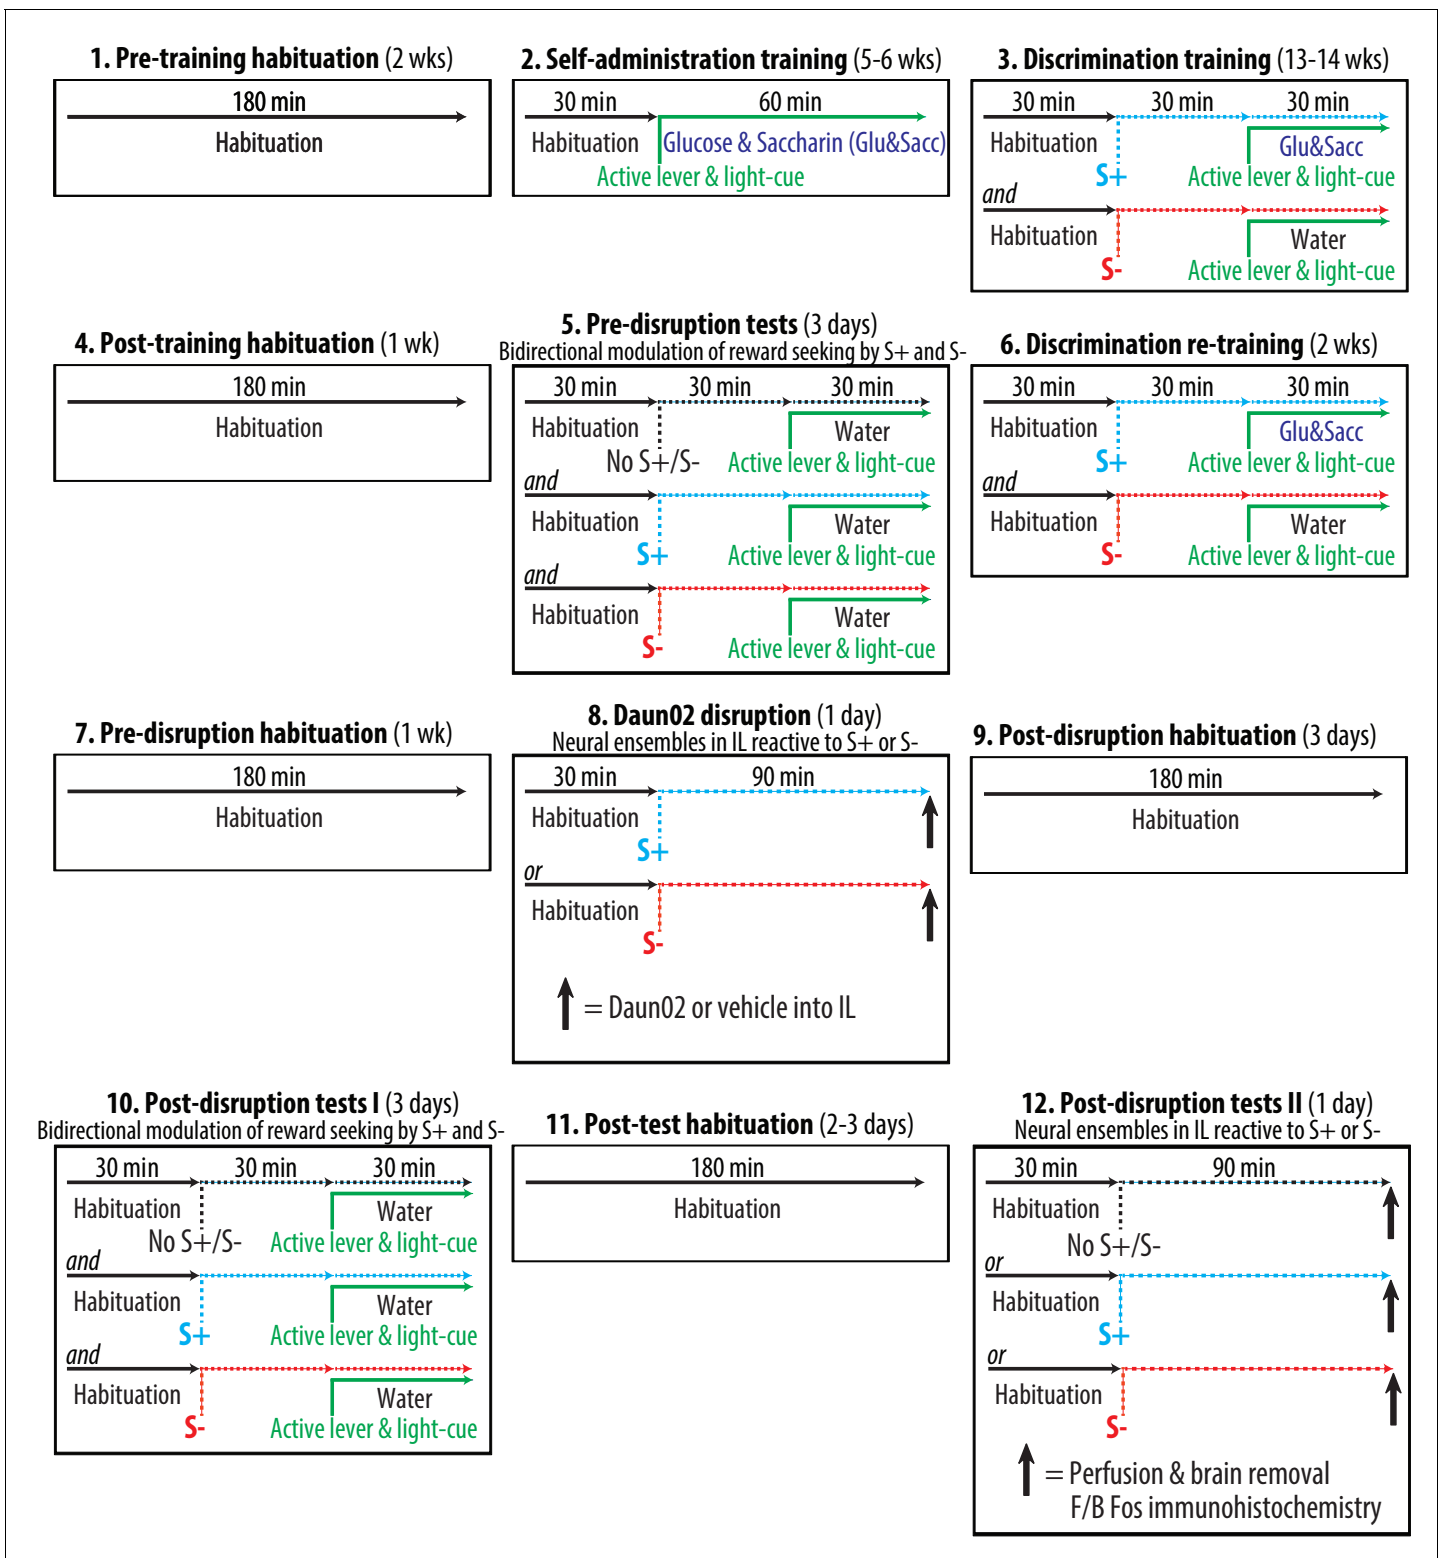 1. Pre-training habituation (2 wks)
180 min
Habituation
2. Self-administration training (5-6 wks)
30 min 60 min
Habituation Glucose & Saccharin (Glu&Sacc)
Active lever & light-cue
3. Discrimination training (13-14 wks)
30 min 30 min 30 min
Habituation Glu&Sacc
S+ Active lever & light-cue
and
Habituation Water
S- Active lever & light-cue
4. Post-training habituation (1 wk)
180 min
Habituation
5. Pre-disruption tests (3 days)
Bidirectional modulation of reward seeking by S+ and S-
30 min 30 min 30 min
Habituation Water
No S+/S- Active lever & light-cue
and
Habituation Water
S+ Active lever & light-cue
and
Habituation Water
S- Active lever & light-cue
6. Discrimination re-training (2 wks)
30 min 30 min 30 min
Habituation Glu&Sacc
S+ Active lever & light-cue
and
Habituation Water
S- Active lever & light-cue
7. Pre-disruption habituation (1 wk)
180 min
Habituation
8. Daun02 disruption (1 day)
Neural ensembles in IL reactive to S+ or S-
30 min 90 min
Habituation
S+
or
Habituation
S-
= Daun02 or vehicle into IL
9. Post-disruption habituation (3 days)
180 min
Habituation
10. Post-disruption tests I (3 days)
Bidirectional modulation of reward seeking by S+ and S-
30 min 30 min 30 min
Habituation Water
No S+/S- Active lever & light-cue
and
Habituation Water
S+ Active lever & light-cue
and
Habituation Water
S- Active lever & light-cue
11. Post-test habituation (2-3 days)
180 min
Habituation
12. Post-disruption tests II (1 day)
Neural ensembles in IL reactive to S+ or S-
30 min 90 min
Habituation
No S+/S-
or
Habituation
S+
or
Habituation
S-
= Perfusion & brain removal
F/B Fos immunohistochemistry